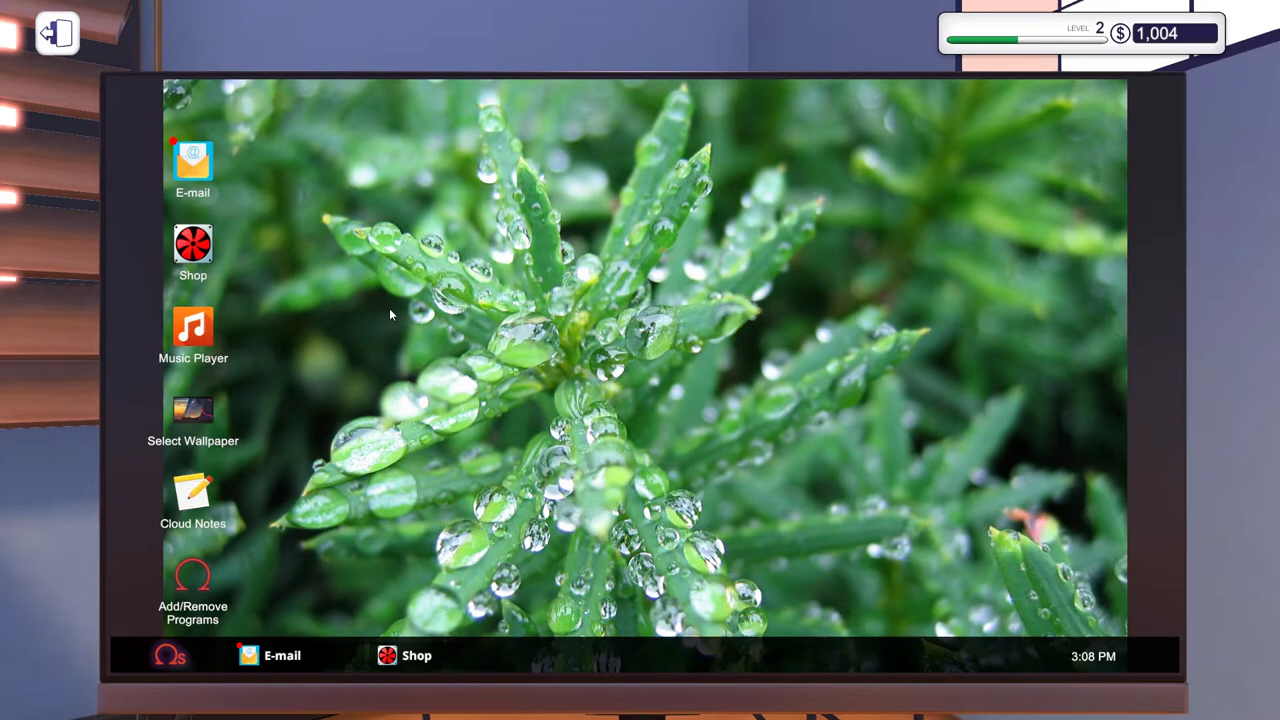 LEVEL 2
$ 1,004
@
E-mail
Shop
Music Player
Select Wallpaper
Cloud Notes
Add/Remove
Programs
Ωs
E-mail
Shop
3:08 PM